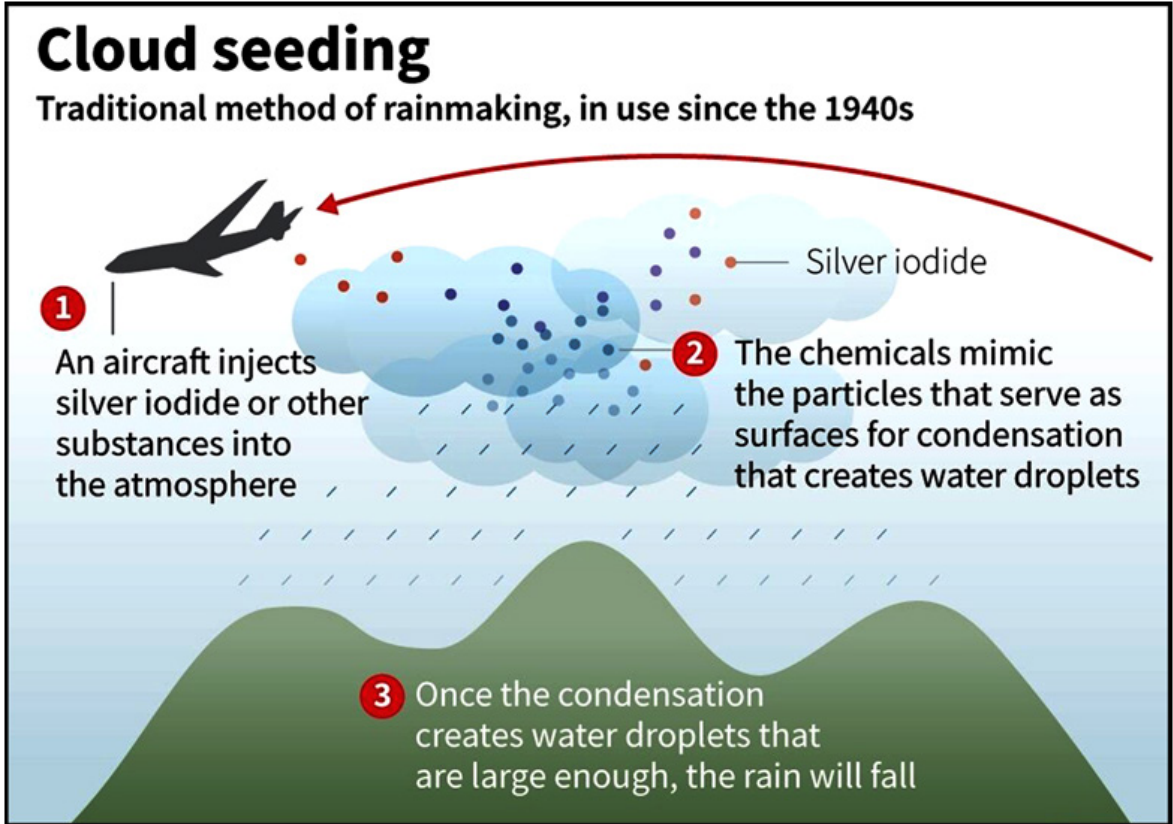 Cloud seeding
Traditional method of rainmaking, in use since the 1940s
Silver iodide
1
An aircraft injects
silver iodide or other
substances into
the atmosphere
2
The chemicals mimic
the particles that serve as
surfaces for condensation
that creates water droplets
3
Once the condensation
creates water droplets that
are large enough, the rain will fall